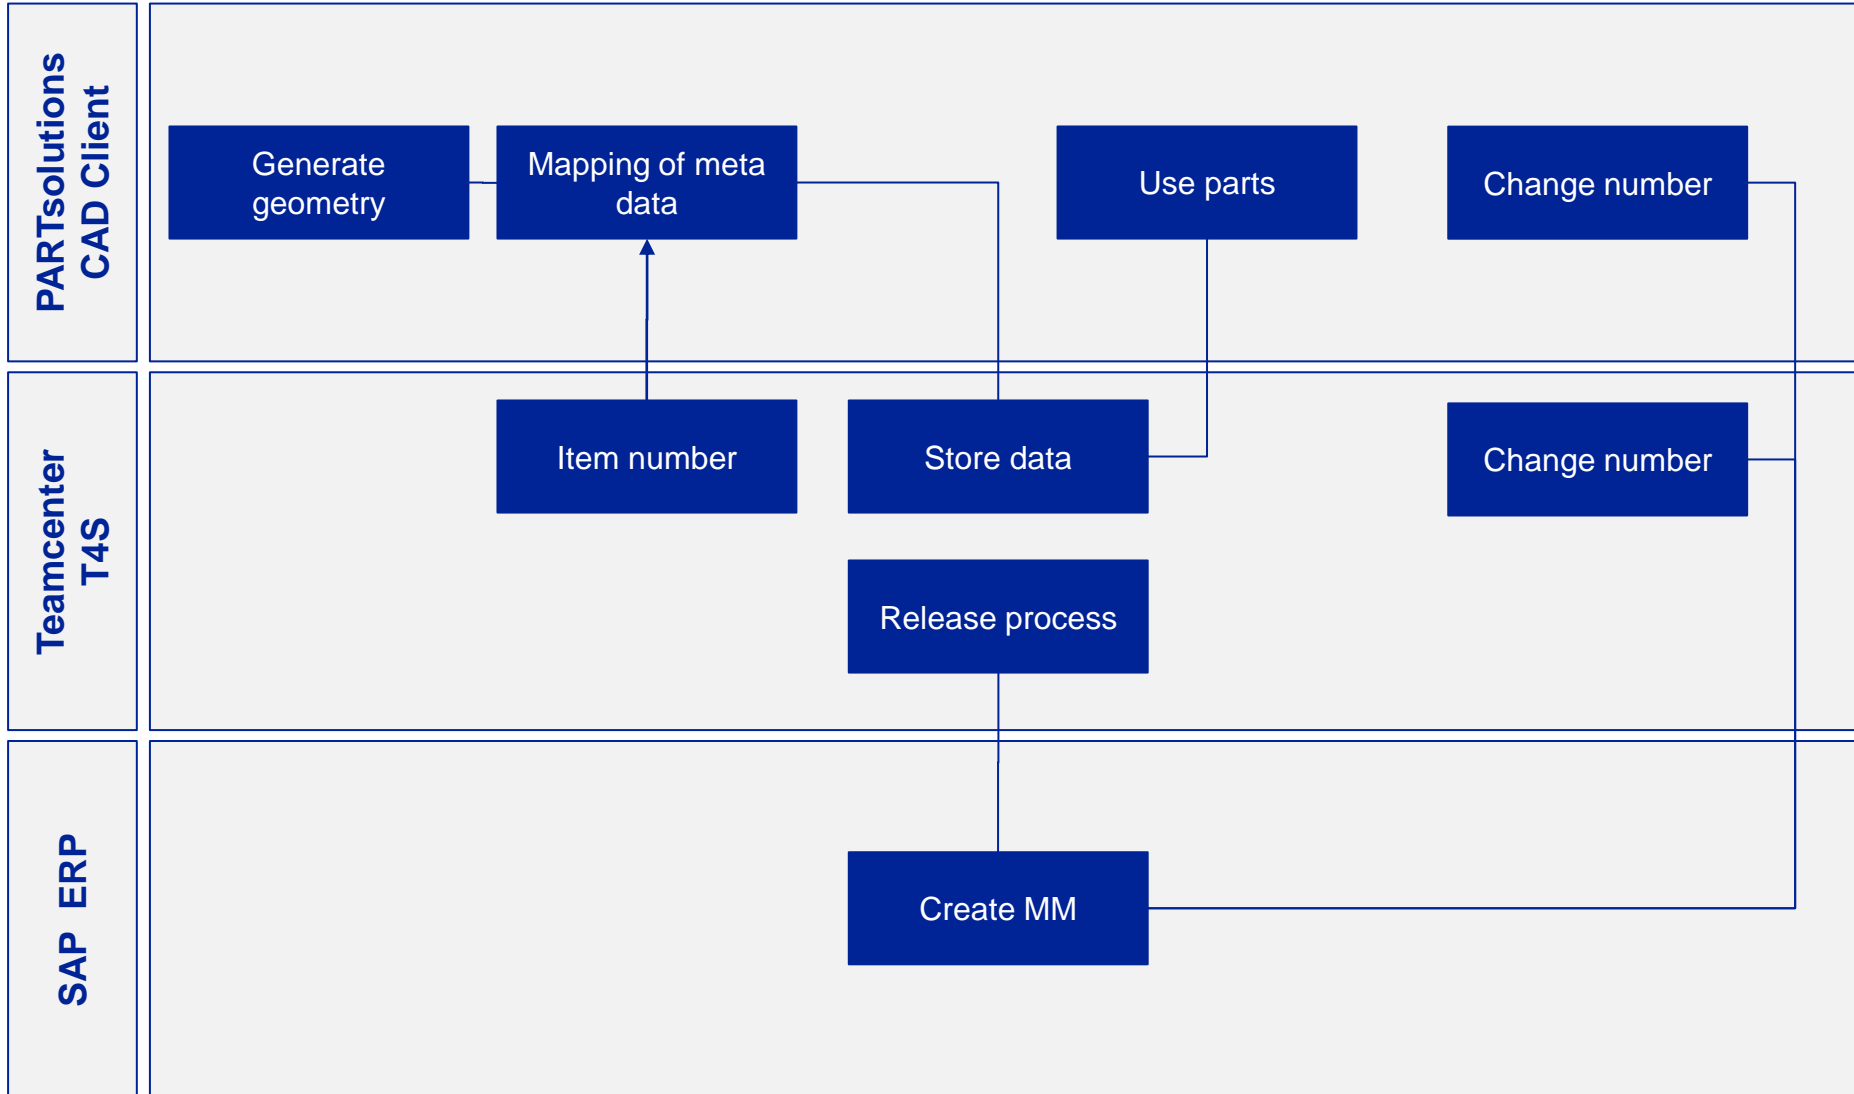 PARTsolutions
CAD Client
Generate
geometry
Mapping of meta
data
Use parts
Change number
Teamcenter
T4S
Item number
Store data
Change number
Release process
SAP  ERP
Create MM